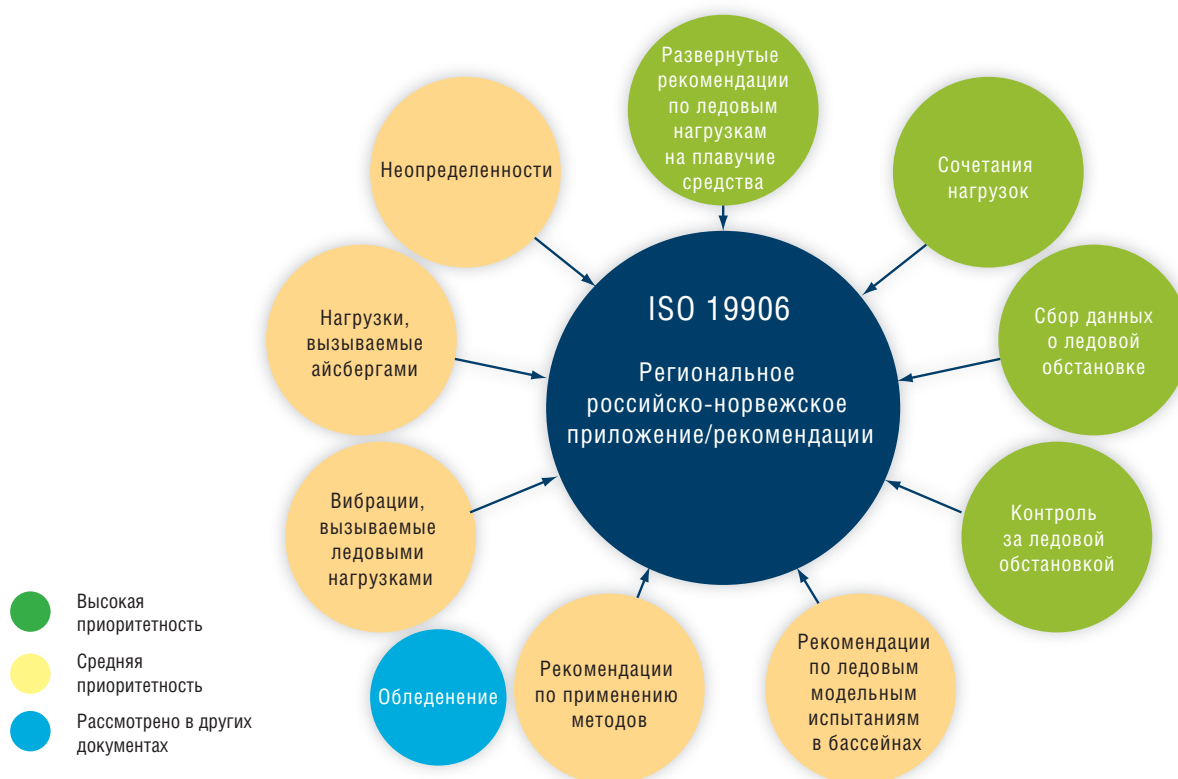 Развернутые
рекомендации
по ледовым
нагрузкам
на плавучие
средства
Сочетания
нагрузок
Сбор данных
о ледовой
обстановке
Контроль
за ледовой
обстановкой
Рекомендации
по ледовым
модельным
испытаниям
в бассейнах
Рекомендации
по применению
методов
Обледенение
Вибрации,
вызываемые
ледовыми
нагрузками
Нагрузки,
вызываемые
айсбергами
Неопределенности
ISO 19906
Региональное
российско-норвежское
приложение/рекомендации
Высокая
приоритетность
Средняя
приоритетность
Рассмотрено в других
документах